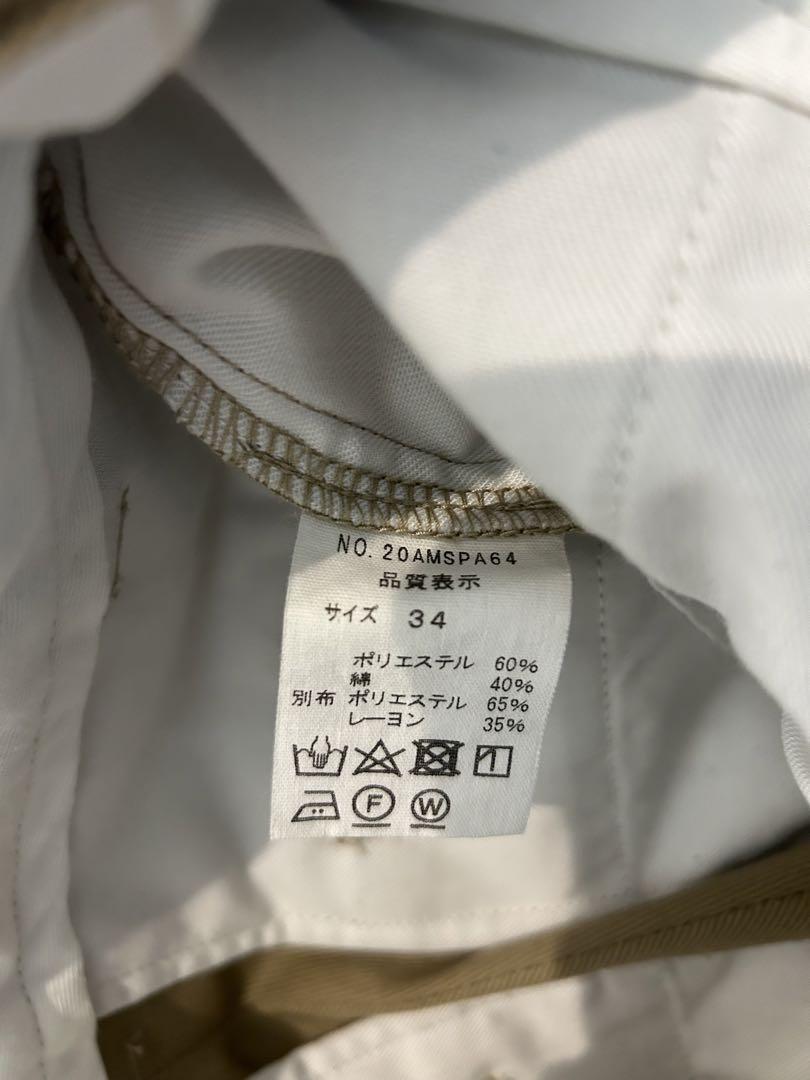 NO. 20AMSPA64
品質表示
サイズ 34
ポリエステル 60%
綿 40%
別布 ポリエステル 65%
レーヨン 35%
F W